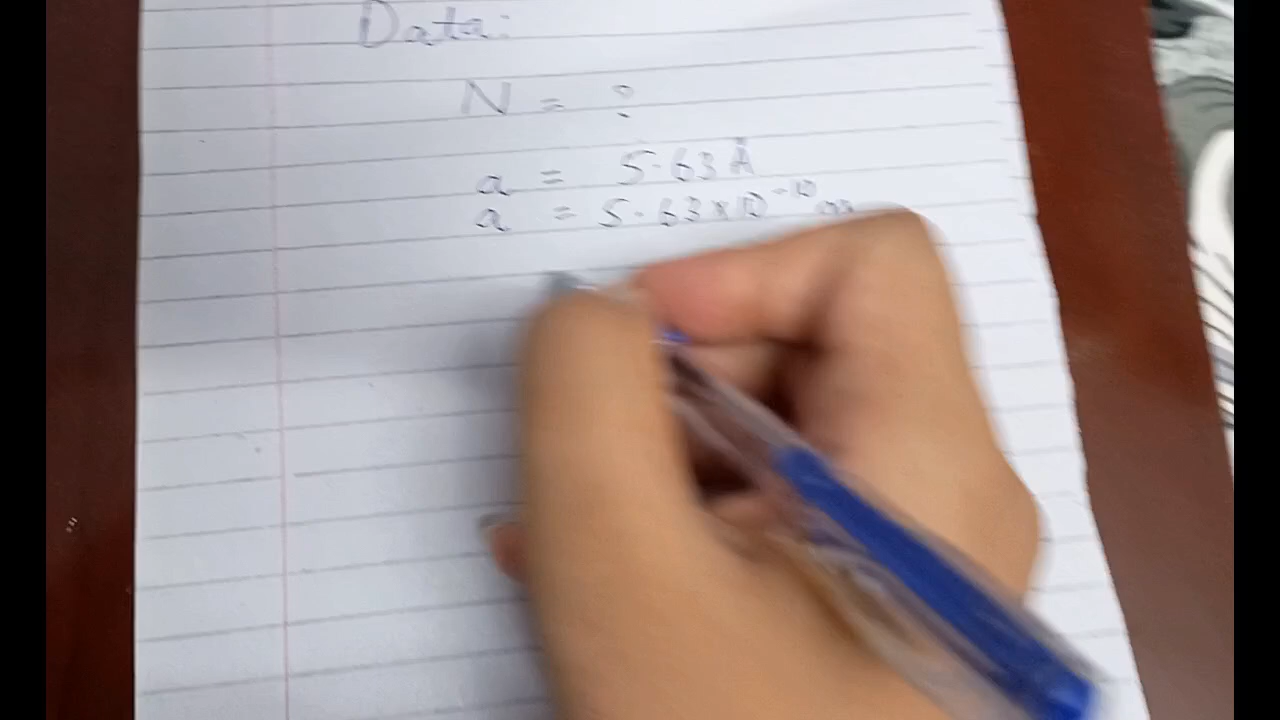 Data:
N = ?
a = 5.63 Å
a = 5.63 x 10⁻¹⁰ m